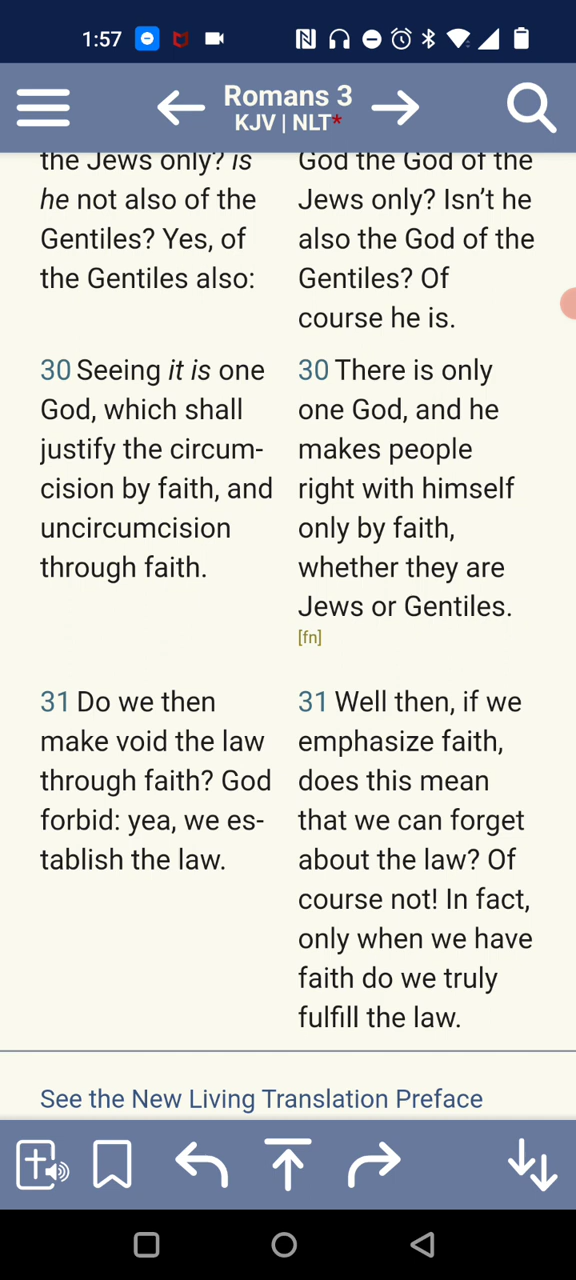 1:57
Romans 3
KJV | NLT*
the Jews only? is
he not also of the
Gentiles? Yes, of
the Gentiles also:
30 Seeing it is one
God, which shall
justify the circum-
cision by faith, and
uncircumcision
through faith.
31 Do we then
make void the law
through faith? God
forbid: yea, we es-
tablish the law.
God the God of the
Jews only? Isn’t he
also the God of the
Gentiles? Of
course he is.
30 There is only
one God, and he
makes people
right with himself
only by faith,
whether they are
Jews or Gentiles.
[fn]
31 Well then, if we
emphasize faith,
does this mean
that we can forget
about the law? Of
course not! In fact,
only when we have
faith do we truly
fulfill the law.
See the New Living Translation Preface